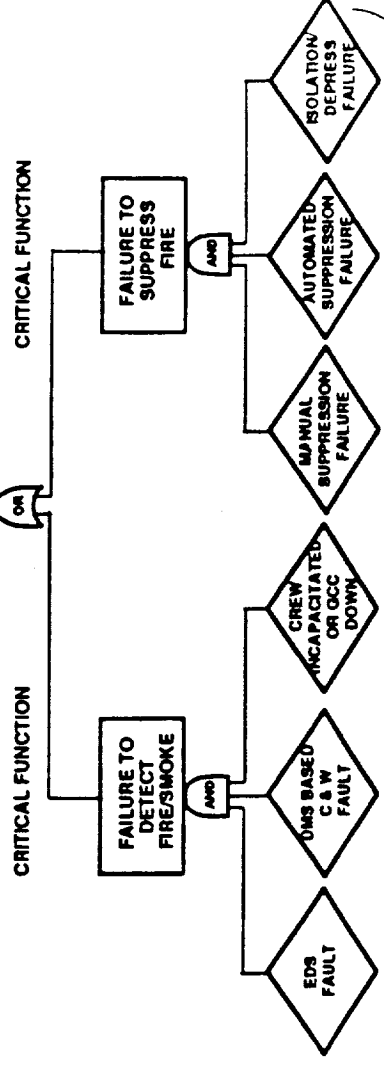 OR
CRITICAL FUNCTION
CRITICAL FUNCTION
FAILURE TO
DETECT
FIRE/SMOKE
FAILURE TO
SUPPRESS
FIRE
AND
AND
EDS
FAULT
DMS BASED
C & W
FAULT
CREW
INCAPACITATED
OR GCC
DOWN
MANUAL
SUPPRESSION
FAILURE
AUTOMATED
SUPPRESSION
FAILURE
ISOLATION/
DEPRESS
FAILURE